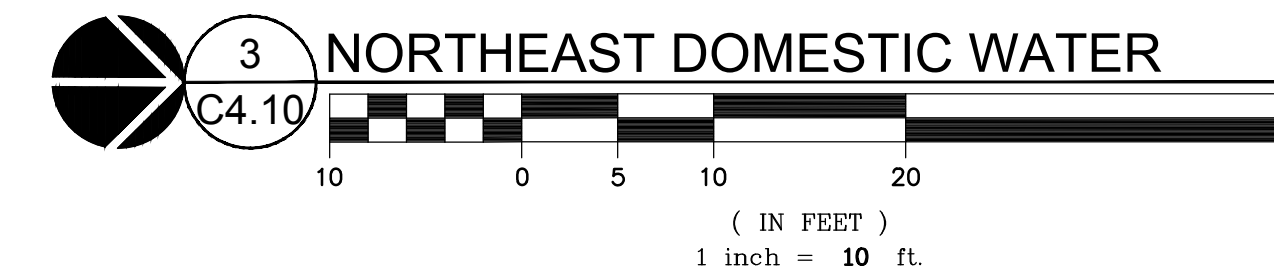 3 NORTHEAST DOMESTIC WATER
C4.10
10 0 5 10 20
( IN FEET )
1 inch = 10 ft.